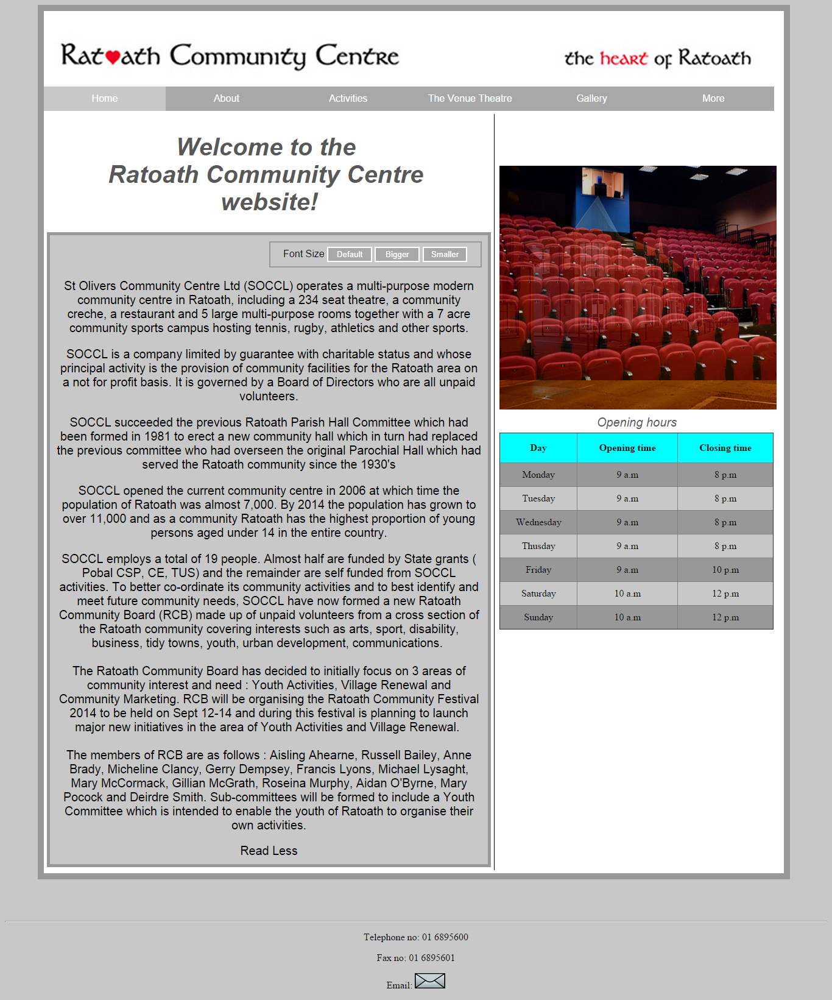 Ratoath Community Centre
the heart of Ratoath
Home About Activities The Venue Theatre Gallery More
Welcome to the
Ratoath Community Centre
website!
Font Size Default Bigger Smaller
St Olivers Community Centre Ltd (SOCCL) operates a multi-purpose modern
community centre in Ratoath, including a 234 seat theatre, a community
creche, a restaurant and 5 large multi-purpose rooms together with a 7 acre
community sports campus hosting tennis, rugby, athletics and other sports.
SOCCL is a company limited by guarantee with charitable status and whose
principal activity is the provision of community facilities for the Ratoath area on
a not for profit basis. It is governed by a Board of Directors who are all unpaid
volunteers.
SOCCL succeeded the previous Ratoath Parish Hall Committee which had
been formed in 1981 to erect a new community hall which in turn had replaced
the previous committee who had overseen the original Parochial Hall which had
served the Ratoath community since the 1930's
SOCCL opened the current community centre in 2006 at which time the
population of Ratoath was almost 7,000. By 2014 the population has grown to
over 11,000 and as a community Ratoath has the highest proportion of young
persons aged under 14 in the entire country.
SOCCL employs a total of 19 people. Almost half are funded by State grants (
Pobal CSP, CE, TUS) and the remainder are self funded from SOCCL
activities. To better co-ordinate its community activities and to best identify and
meet future community needs, SOCCL have now formed a new Ratoath
Community Board (RCB) made up of unpaid volunteers from a cross section of
the Ratoath community covering interests such as arts, sport, disability,
business, tidy towns, youth, urban development, communications.
The Ratoath Community Board has decided to initially focus on 3 areas of
community interest and need : Youth Activities, Village Renewal and
Community Marketing. RCB will be organising the Ratoath Community Festival
2014 to be held on Sept 12-14 and during this festival is planning to launch
major new initiatives in the area of Youth Activities and Village Renewal.
The members of RCB are as follows : Aisling Ahearne, Russell Bailey, Anne
Brady, Micheline Clancy, Gerry Dempsey, Francis Lyons, Michael Lysaght,
Mary McCormack, Gillian McGrath, Roseina Murphy, Aidan O'Byrne, Mary
Pocock and Deirdre Smith. Sub-committees will be formed to include a Youth
Committee which is intended to enable the youth of Ratoath to organise their
own activities.
Read Less
Opening hours
Day Opening time Closing time
Monday 9 a.m 8 p.m
Tuesday 9 a.m 8 p.m
Wednesday 9 a.m 8 p.m
Thusday 9 a.m 8 p.m
Friday 9 a.m 10 p.m
Saturday 10 a.m 12 p.m
Sunday 10 a.m 12 p.m
Telephone no: 01 6895600
Fax no: 01 6895601
Email: